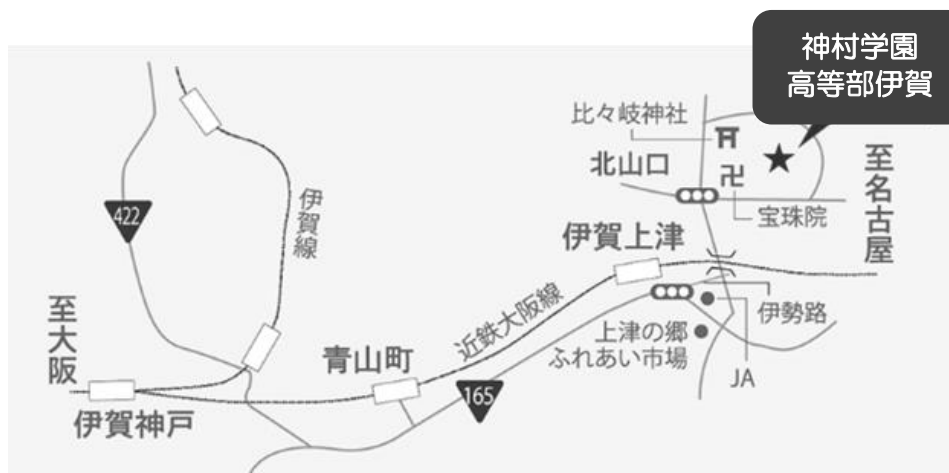 神村学園
高等部伊賀
比々岐神社
北山口
至名古屋
宝珠院
422
伊賀線
伊賀上津
伊勢路
至大阪
近鉄大阪線
上津の郷
ふれあい市場
青山町
JA
165
伊賀神戸